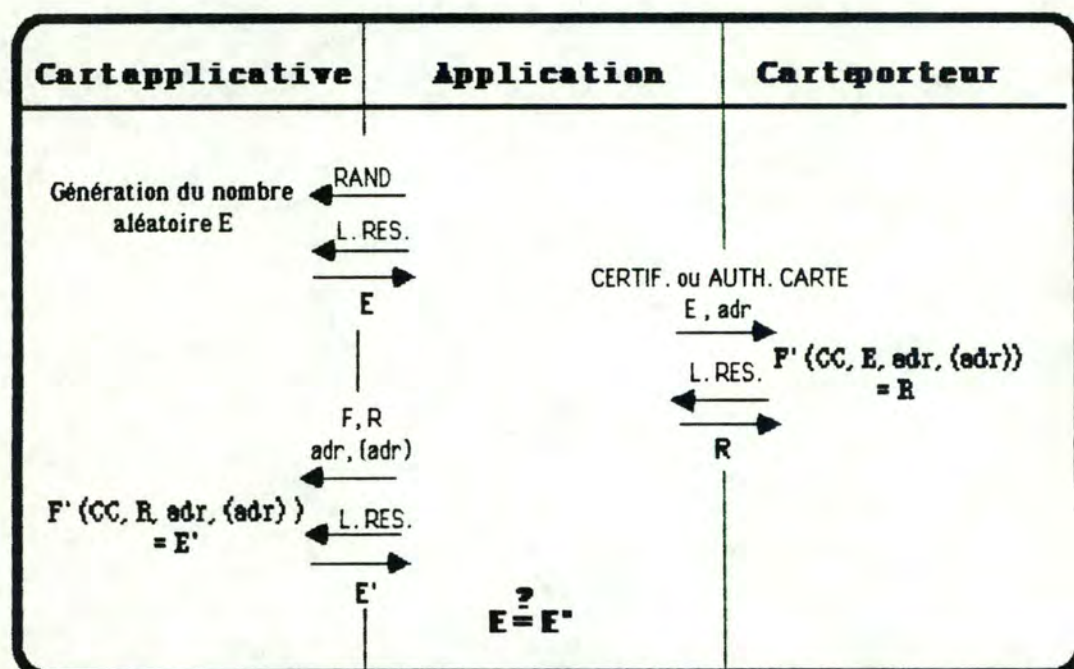 Cartapplicative
Application
Carteporteur
RAND
Génération du nombre
aléatoire E
L. RES.
E
CERTIF. ou AUTH. CARTE
E , adr
F' (CC, E, adr, (adr))
= R
L. RES.
R
F, R
adr, (adr)
F' (CC, R, adr, (adr) )
= E'
L. RES.
E'
?
E = E"